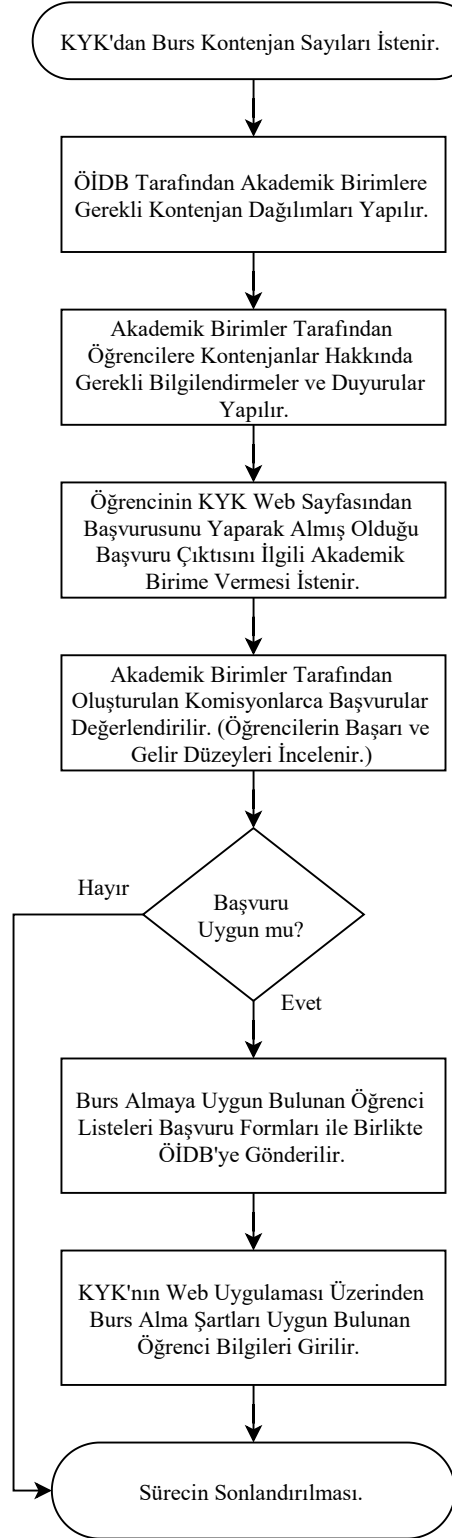 KYK'dan Burs Kontenjan Sayıları İstenir.
ÖİDB Tarafından Akademik Birimlere
Gerekli Kontenjan Dağılımları Yapılır.
Akademik Birimler Tarafından
Öğrencilere Kontenjanlar Hakkında
Gerekli Bilgilendirmeler ve Duyurular
Yapılır.
Öğrencinin KYK Web Sayfasından
Başvurusunu Yaparak Almış Olduğu
Başvuru Çıktısını İlgili Akademik
Birime Vermesi İstenir.
Akademik Birimler Tarafından
Oluşturulan Komisyonlarca Başvurular
Değerlendirilir. (Öğrencilerin Başarı ve
Gelir Düzeyleri İncelenir.)
Hayır
Başvuru
Uygun mu?
Evet
Burs Almaya Uygun Bulunan Öğrenci
Listeleri Başvuru Formları ile Birlikte
ÖİDB'ye Gönderilir.
KYK'nın Web Uygulaması Üzerinden
Burs Alma Şartları Uygun Bulunan
Öğrenci Bilgileri Girilir.
Sürecin Sonlandırılması.